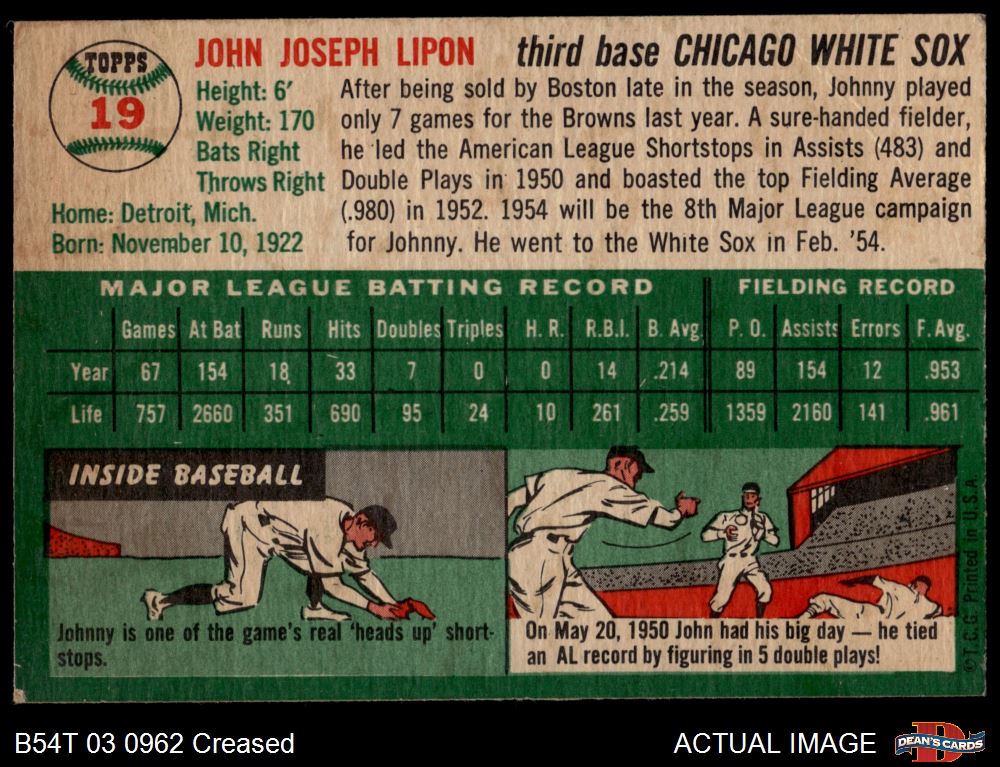 TOPPS
19
JOHN JOSEPH LIPON third base CHICAGO WHITE SOX
Height: 6'
Weight: 170
Bats Right
Throws Right
Home: Detroit, Mich.
Born: November 10, 1922
After being sold by Boston late in the season, Johnny played
only 7 games for the Browns last year. A sure-handed fielder,
he led the American League Shortstops in Assists (483) and
Double Plays in 1950 and boasted the top Fielding Average
(.980) in 1952. 1954 will be the 8th Major League campaign
for Johnny. He went to the White Sox in Feb. '54.
MAJOR LEAGUE BATTING RECORD FIELDING RECORD
Games At Bat Runs Hits Doubles Triples H. R. R.B.I. B. Avg. P. O. Assists Errors F. Avg.
Year 67 154 18 33 7 0 0 14 .214 89 154 12 .953
Life 757 2660 351 690 95 24 10 261 .259 1359 2160 141 .961
INSIDE BASEBALL
Johnny is one of the game's real 'heads up' short-
stops.
On May 20, 1950 John had his big day — he tied
an AL record by figuring in 5 double plays!
© T.C.G. Printed in U.S.A.
B54T 03 0962 Creased
ACTUAL IMAGE
D
DEAN'S CARDS